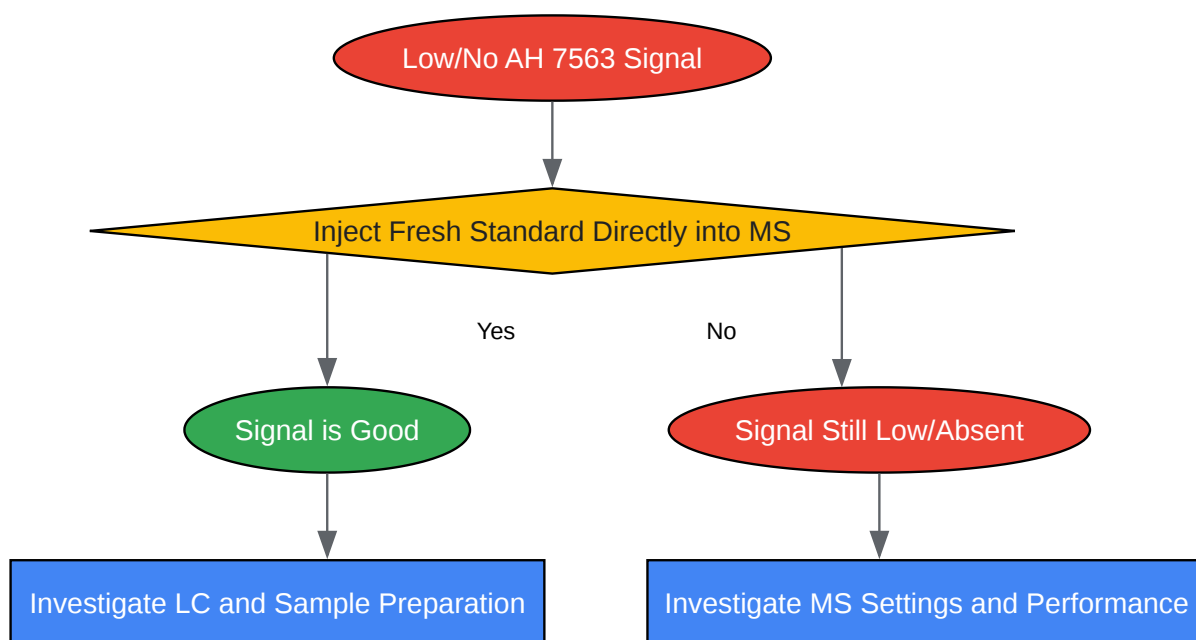 Low/No AH 7563 Signal
Inject Fresh Standard Directly into MS
Yes
No
Signal is Good
Signal Still Low/Absent
Investigate LC and Sample Preparation
Investigate MS Settings and Performance